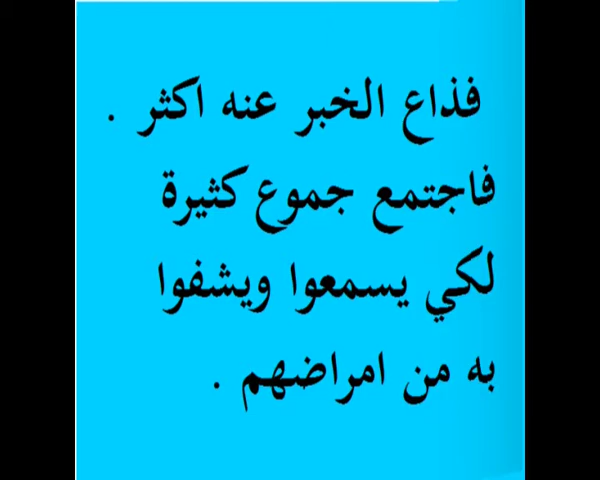 فذاع الخبر عنه اكثر .
فاجتمع جموع كثيرة
لكي يسمعوا ويشفوا
به من امراضهم .